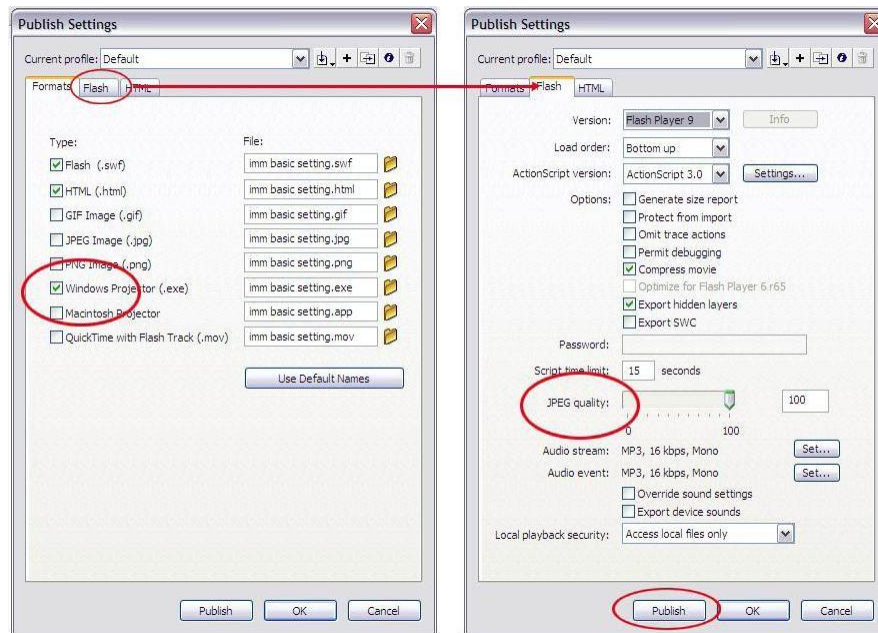 Publish Settings
Current profile: Default
Formats Flash HTML
Type: File:
Flash (.swf) imm basic setting.swf
HTML (.html) imm basic setting.html
GIF Image (.gif) imm basic setting.gif
JPEG Image (.jpg) imm basic setting.jpg
PNG Image (.png) imm basic setting.png
Windows Projector (.exe) imm basic setting.exe
Macintosh Projector imm basic setting.app
QuickTime with Flash Track (.mov) imm basic setting.mov
Use Default Names
Publish OK Cancel
Publish Settings
Current profile: Default
Formats Flash HTML
Version: Flash Player 9 Info
Load order: Bottom up
ActionScript version: ActionScript 3.0 Settings...
Options: Generate size report
Protect from import
Omit trace actions
Permit debugging
Compress movie
Optimize for Flash Player 6 r65
Export hidden layers
Export SWC
Password:
Script time limit: 15 seconds
JPEG quality: 100
0 100
Audio stream: MP3, 16 kbps, Mono Set...
Audio event: MP3, 16 kbps, Mono Set...
Override sound settings
Export device sounds
Local playback security: Access local files only
Publish OK Cancel